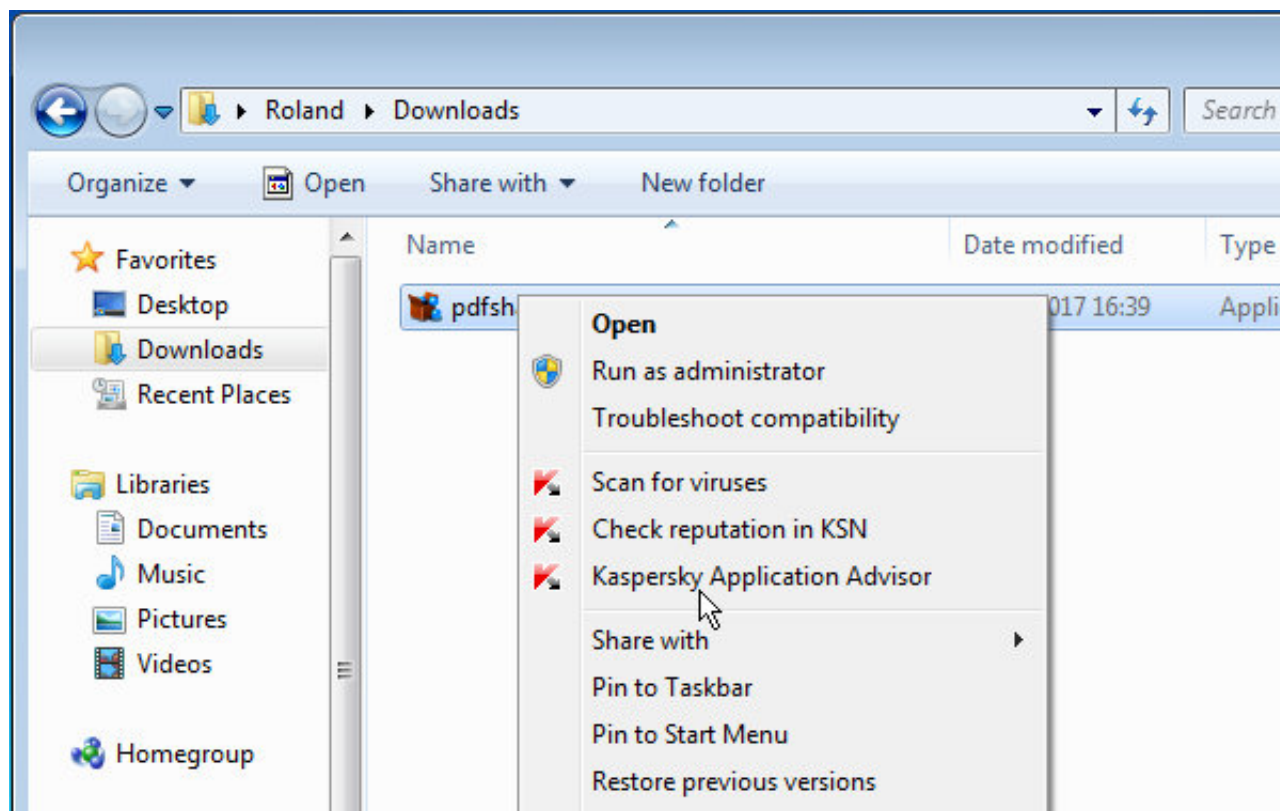 Roland
Downloads
Search
Organize
Open
Share with
New folder
Favorites
Desktop
Downloads
Recent Places
Libraries
Documents
Music
Pictures
Videos
Homegroup
Name
Date modified
Type
pdfsh
017 16:39
Appli
Open
Run as administrator
Troubleshoot compatibility
Scan for viruses
Check reputation in KSN
Kaspersky Application Advisor
Share with
Pin to Taskbar
Pin to Start Menu
Restore previous versions